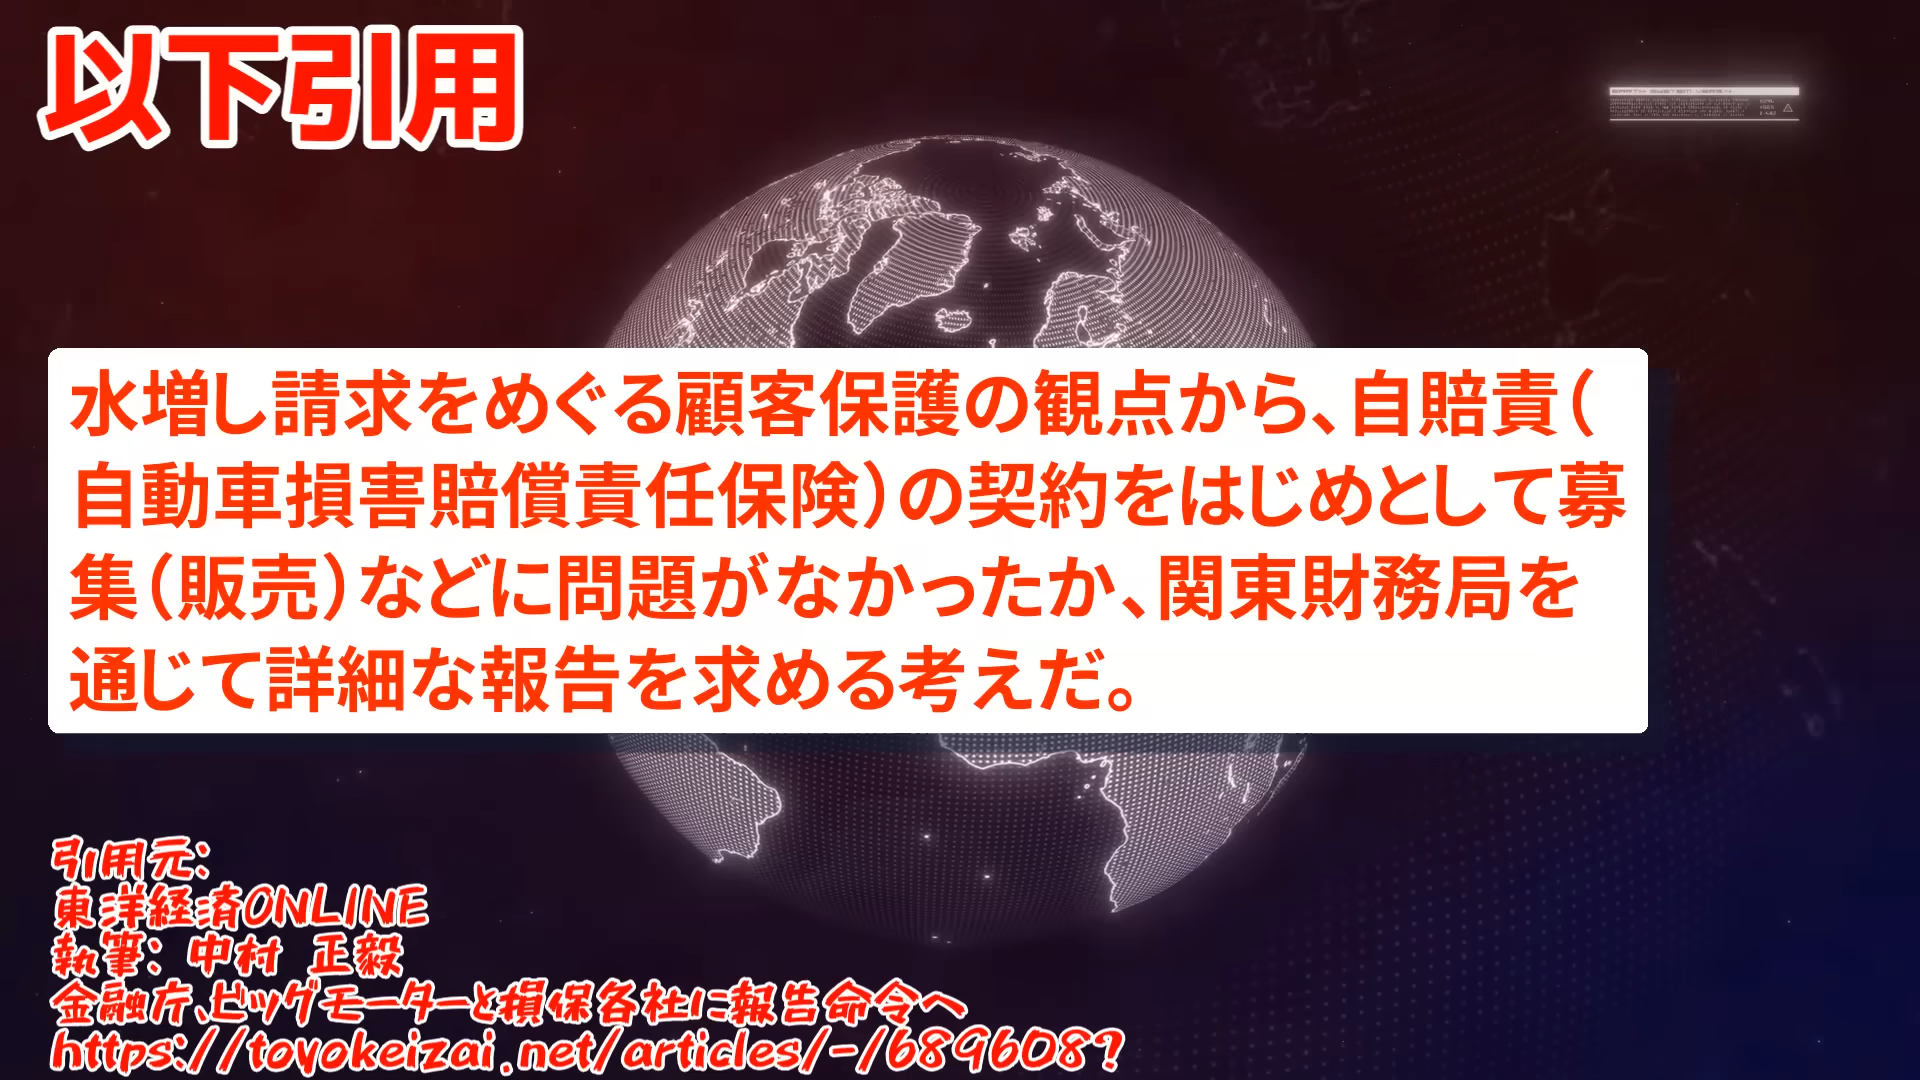 以下引用
水増し請求をめぐる顧客保護の観点から、自賠責（
自動車損害賠償責任保険）の契約をはじめとして募
集（販売）などに問題がなかったか、関東財務局を
通じて詳細な報告を求める考えだ。
引用元：
東洋経済ONLINE
執筆： 中村 正毅
金融庁、ビッグモーターと損保各社に報告命令へ
https://toyokeizai.net/articles/-/689608?